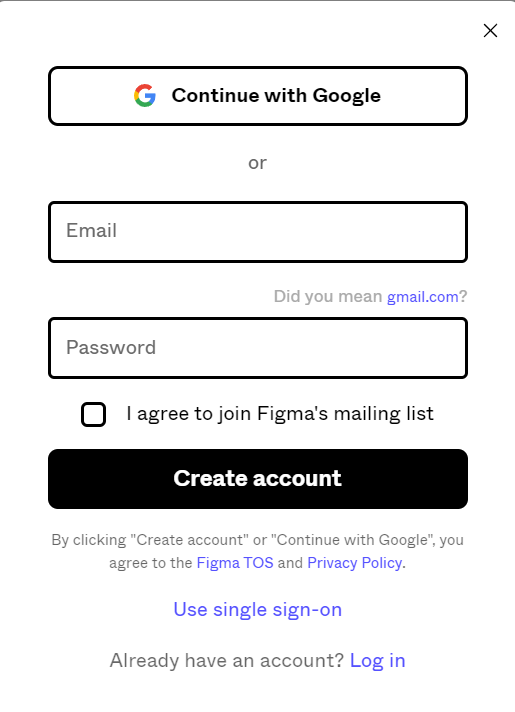 Continue with Google
or
Email
Did you mean gmail.com?
Password
I agree to join Figma's mailing list
Create account
By clicking "Create account" or "Continue with Google", you
agree to the Figma TOS and Privacy Policy.
Use single sign-on
Already have an account? Log in